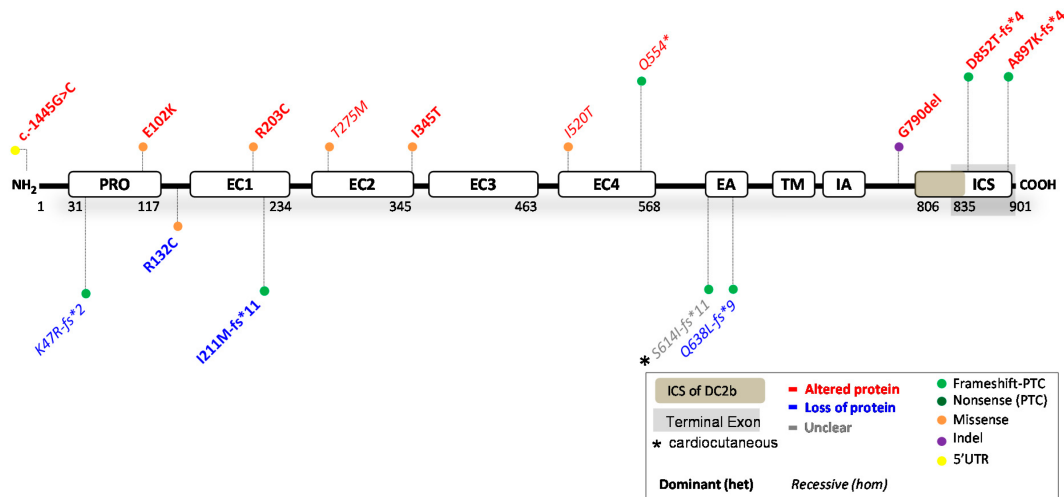 D852T-fs*4
A897K-fs*4
Q554*
c.-1445G>C
E102K
R203C
T275M
I345T
I520T
G790del
NH2 PRO EC1 EC2 EC3 EC4 EA TM IA ICS COOH
1 31 117 234 345 463 568 806 835 901
R132C
K47R-fs*2
I211M-fs*11
* S614I-fs*11
Q638L-fs*9
ICS of DC2b
Terminal Exon
* cardiocutaneous
Altered protein
Loss of protein
Unclear
Frameshift-PTC
Nonsense (PTC)
Missense
Indel
5'UTR
Dominant (het) Recessive (hom)